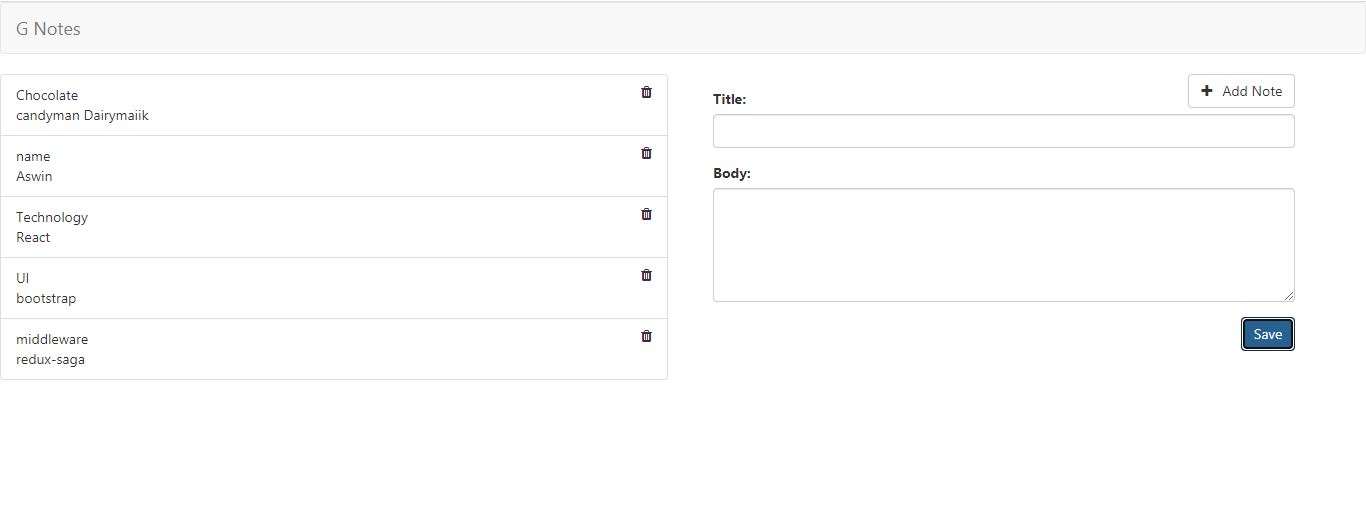 G Notes
Chocolate
candyman Dairymaiik
name
Aswin
Technology
React
UI
bootstrap
middleware
redux-saga
Add Note
Title:
Body:
Save